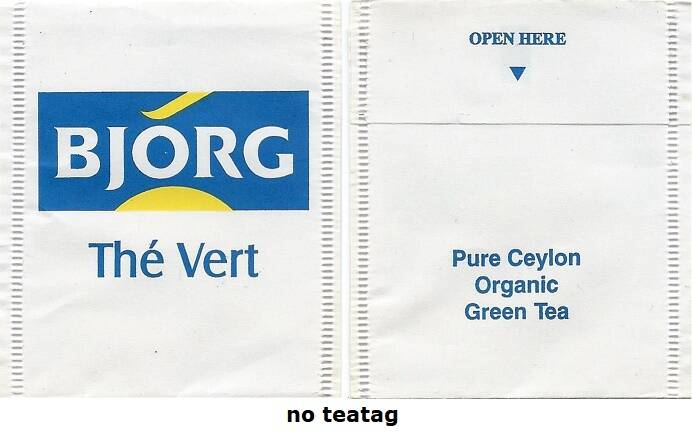 BJORG
Thé Vert
OPEN HERE
Pure Ceylon
Organic
Green Tea
no teatag